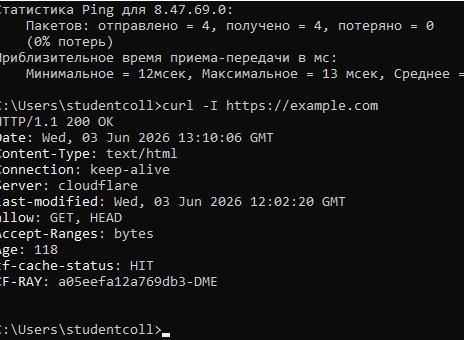 Статистика Ping для 8.47.69.0:
Пакетов: отправлено = 4, получено = 4, потеряно = 0
(0% потерь)
Приблизительное время приема-передачи в мс:
Минимальное = 12мсек, Максимальное = 13 мсек, Среднее =
C:\Users\studentcoll>curl -I https://example.com
HTTP/1.1 200 OK
Date: Wed, 03 Jun 2026 13:10:06 GMT
Content-Type: text/html
Connection: keep-alive
Server: cloudflare
last-modified: Wed, 03 Jun 2026 12:02:20 GMT
allow: GET, HEAD
Accept-Ranges: bytes
Age: 118
cf-cache-status: HIT
CF-RAY: a05eefa12a769db3-DME
C:\Users\studentcoll>